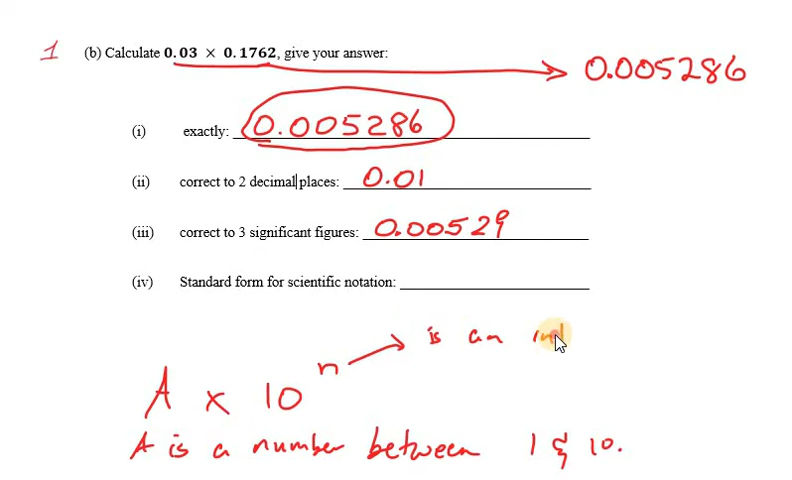 1 (b) Calculate 0.03 × 0.1762, give your answer: 0.005286
(i) exactly: 0.005286
(ii) correct to 2 decimal places: 0.01
(iii) correct to 3 significant figures: 0.00529
(iv) Standard form for scientific notation:
A × 10^n → is an
A is a number between 1 & 10.